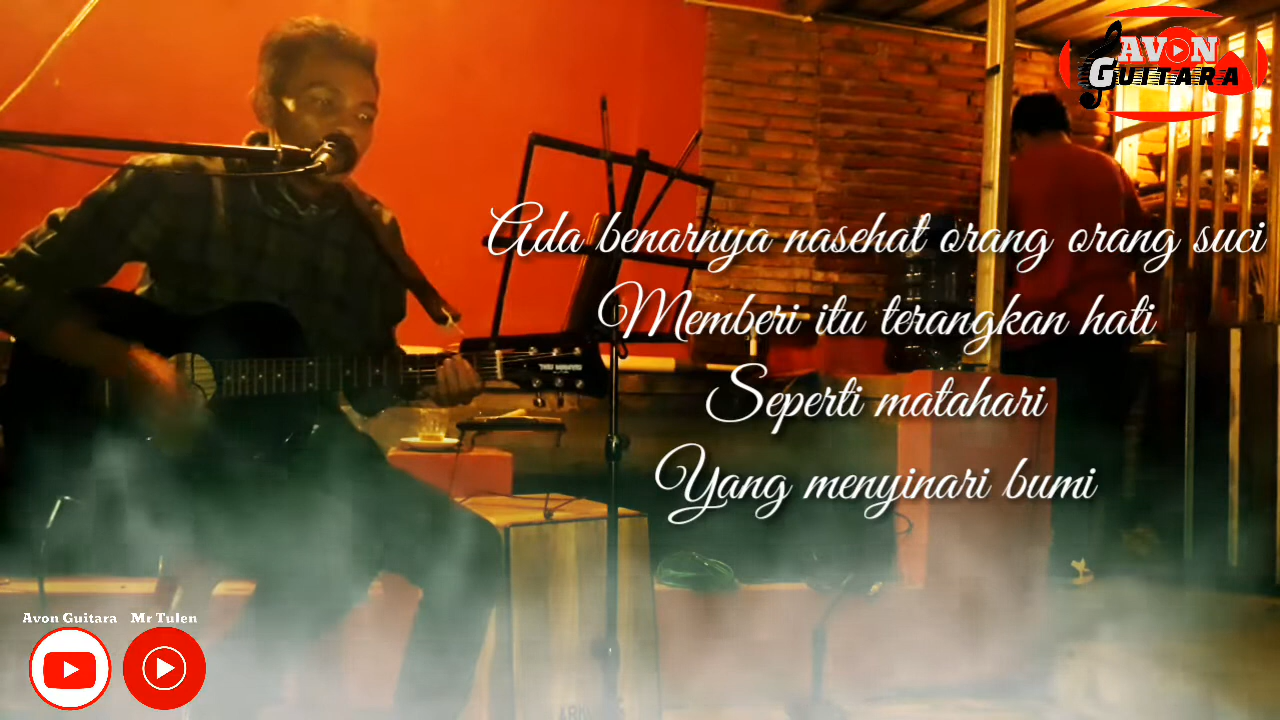 AVON
GUITARA
Ada benarnya nasehat orang orang suci
Memberi itu terangkan hati
Seperti matahari
Yang menyinari bumi
Avon Guitara
Mr Tulen